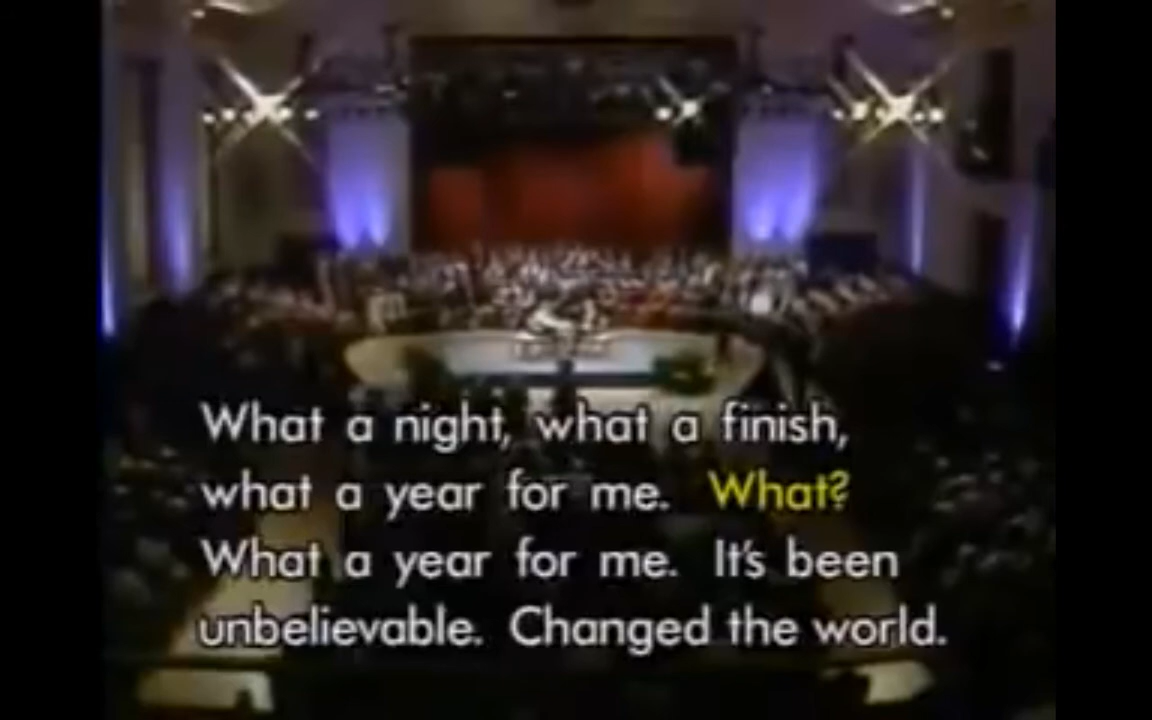 What a night, what a finish,
what a year for me. What?
What a year for me. It's been
unbelievable. Changed the world.